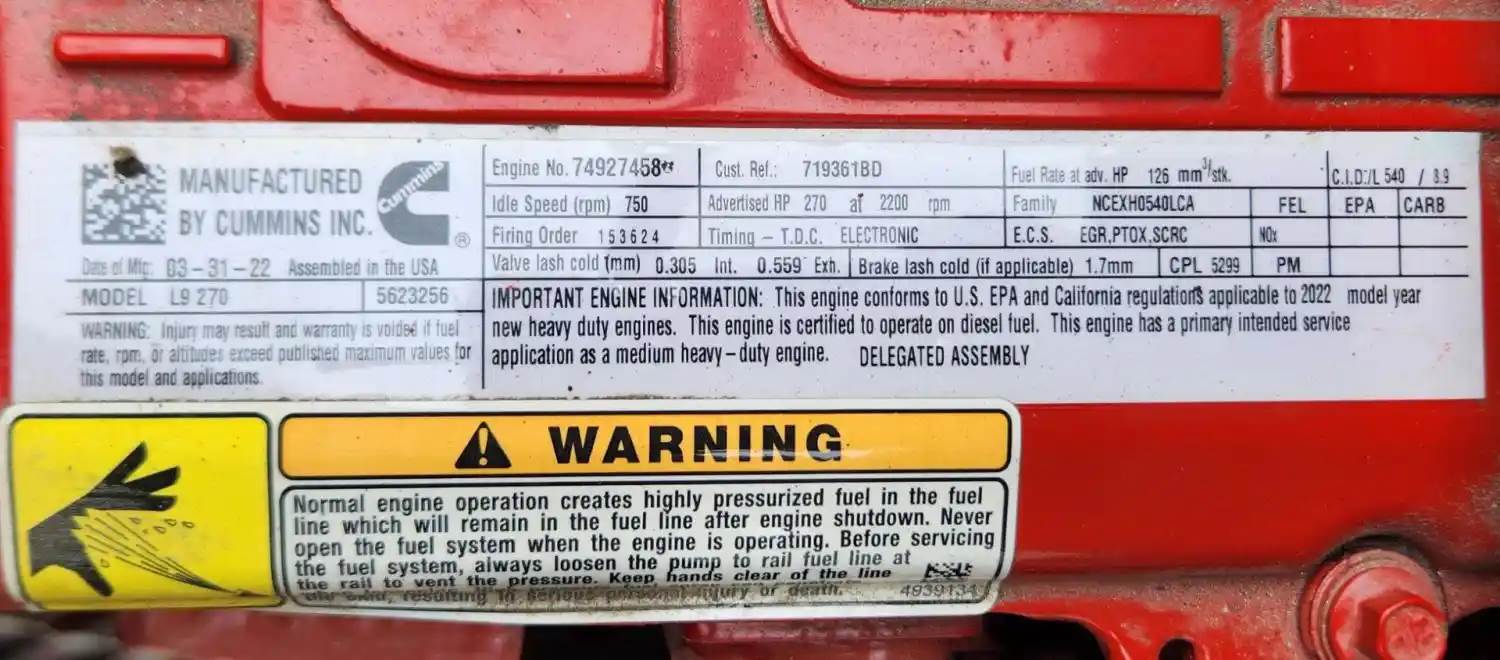 MANUFACTURED
BY CUMMINS INC.
Cummins
®
Date of Mfg: 03-31-22 Assembled in the USA
MODEL L9 270 5623256
WARNING: Injury may result and warranty is voided if fuel
rate, rpm, or altitudes exceed published maximum values for
this model and applications.
Engine No. 74927458** Cust. Ref.: 719361BD Fuel Rate at adv. HP 126 mm³/stk. C.I.D./L 540 / 8.9
Idle Speed (rpm) 750 Advertised HP 270 at 2200 rpm Family NCEXH0540LCA FEL EPA CARB
Firing Order 153624 Timing - T.D.C. ELECTRONIC E.C.S. EGR,PTOX,SCRC NOx
Valve lash cold (mm) 0.305 Int. 0.559 Exh. Brake lash cold (if applicable) 1.7mm CPL 5299 PM
IMPORTANT ENGINE INFORMATION: This engine conforms to U.S. EPA and California regulations applicable to 2022 model year
new heavy duty engines. This engine is certified to operate on diesel fuel. This engine has a primary intended service
application as a medium heavy-duty engine. DELEGATED ASSEMBLY
WARNING
Normal engine operation creates highly pressurized fuel in the fuel
line which will remain in the fuel line after engine shutdown. Never
open the fuel system when the engine is operating. Before servicing
the fuel system, always loosen the pump to rail fuel line at
the rail to vent the pressure. Keep hands clear of the line
resulting in serious personal injury or death. 4939134